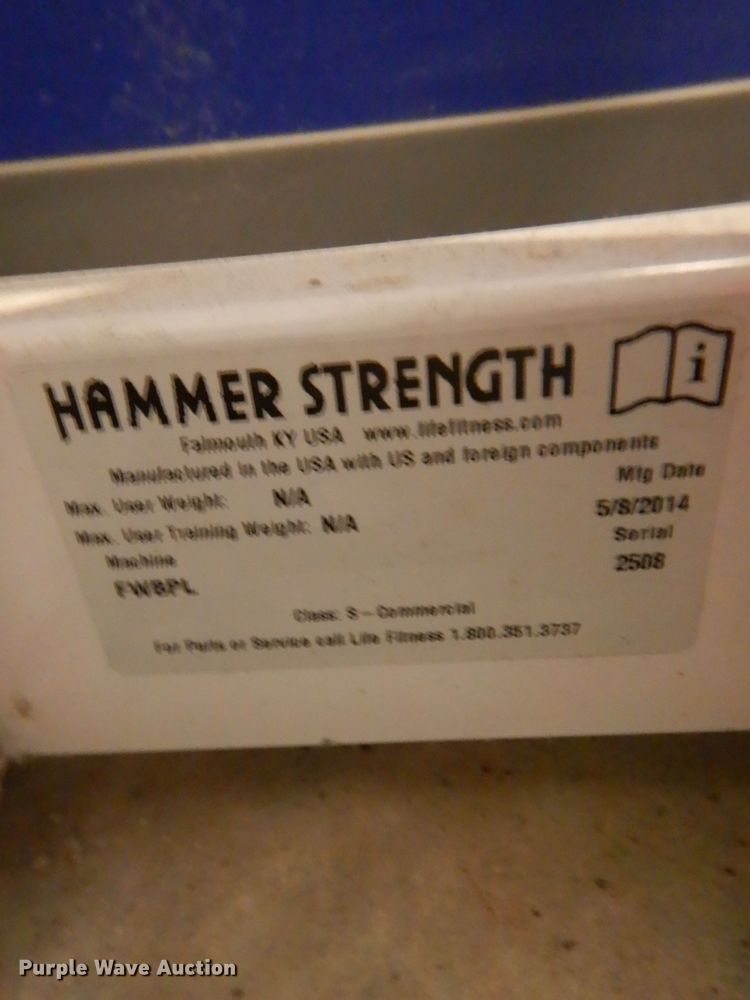 HAMMER STRENGTH
i
Falmouth KY USA www.lifefitness.com
Manufactured in the USA with US and foreign components
Max. User Weight: N/A
Mfg Date
Max. User Training Weight: N/A
5/8/2014
Machine
Serial
FWBPL
2508
Class: S - Commercial
For Parts or Service call Life Fitness 1.800.351.3737
Purple Wave Auction